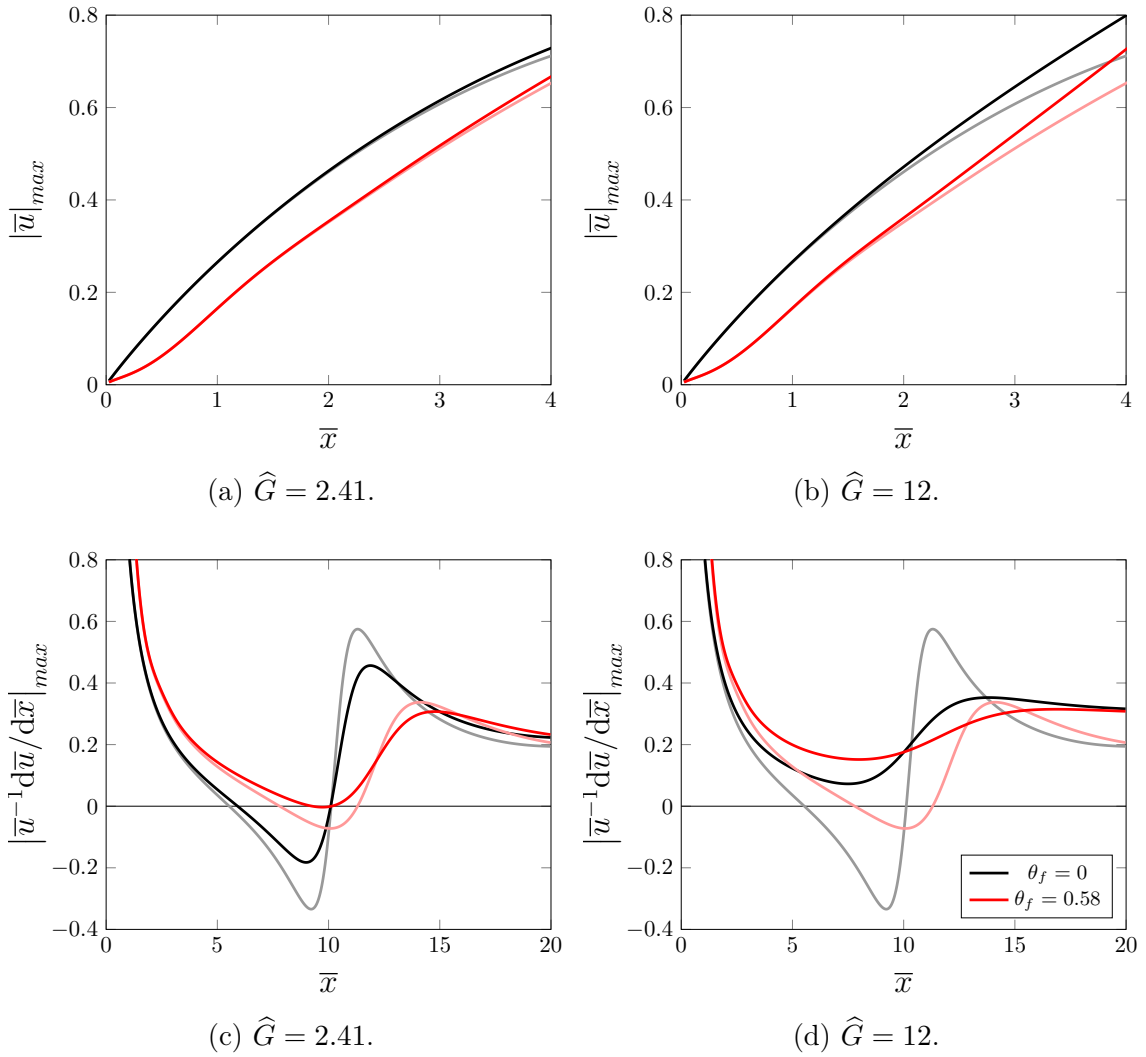 0.8
0.6
0.4
0.2
0
|u̅|max
0 1 2 3 4
x̅
(a) Ĝ = 2.41.
0.8
0.6
0.4
0.2
0
|u̅|max
0 1 2 3 4
x̅
(b) Ĝ = 12.
0.8
0.6
0.4
0.2
0
−0.2
−0.4
|u̅⁻¹du̅/dx̅|max
0 5 10 15 20
x̅
(c) Ĝ = 2.41.
0.8
0.6
0.4
0.2
0
−0.2
−0.4
|u̅⁻¹du̅/dx̅|max
θf = 0
θf = 0.58
0 5 10 15 20
x̅
(d) Ĝ = 12.